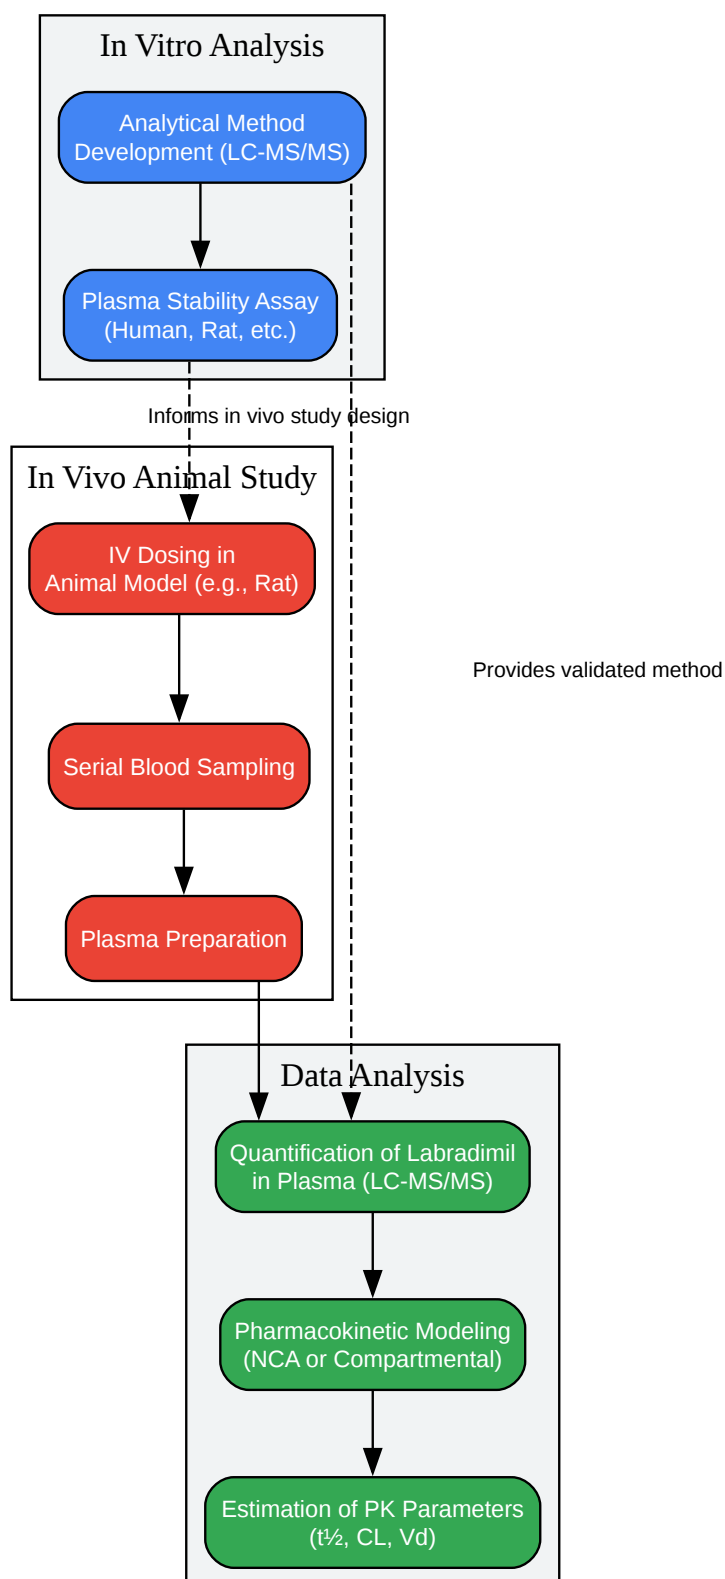 In Vitro Analysis
Analytical Method
Development (LC-MS/MS)
Plasma Stability Assay
(Human, Rat, etc.)
Informs in vivo study design
In Vivo Animal Study
IV Dosing in
Animal Model (e.g., Rat)
Provides validated method
Serial Blood Sampling
Plasma Preparation
Data Analysis
Quantification of Labradimil
in Plasma (LC-MS/MS)
Pharmacokinetic Modeling
(NCA or Compartmental)
Estimation of PK Parameters
(t½, CL, Vd)